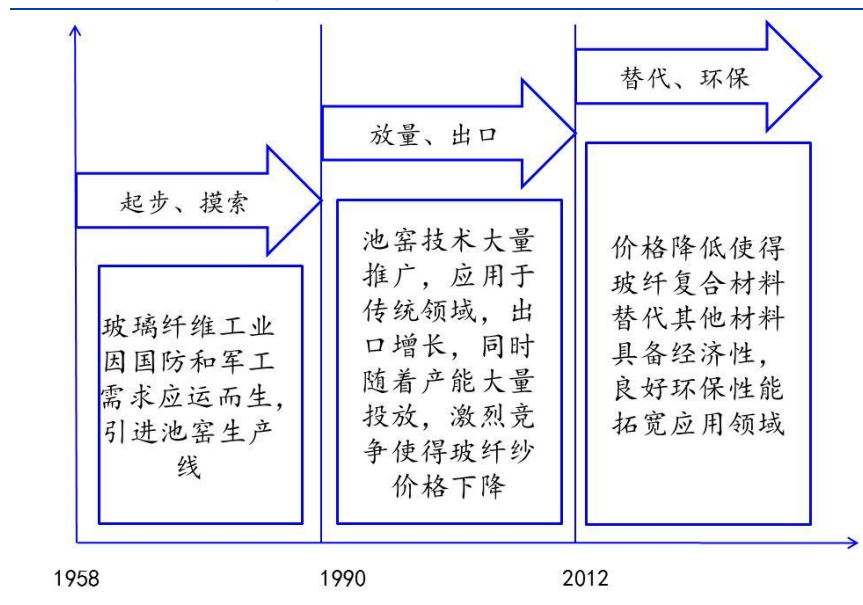 起步、摸索
玻璃纤维工业
因国防和军工
需求应运而生，
引进池窑生产
线
放量、出口
池窑技术大量
推广，应用于
传统领域，出
口增长，同时
随着产能大量
投放，激烈竞
争使得玻纤纱
价格下降
替代、环保
价格降低使得
玻纤复合材料
替代其他材料
具备经济性，
良好环保性能
拓宽应用领域
1958
1990
2012